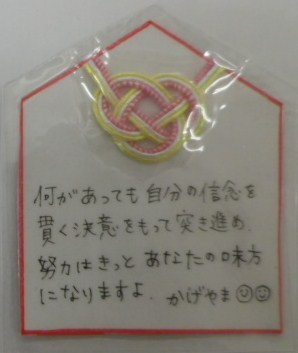 何があっても自分の信念を
貫く決意をもって突き進め.
努力はきっとあなたの味方
になりますよ. かげやま☺☺